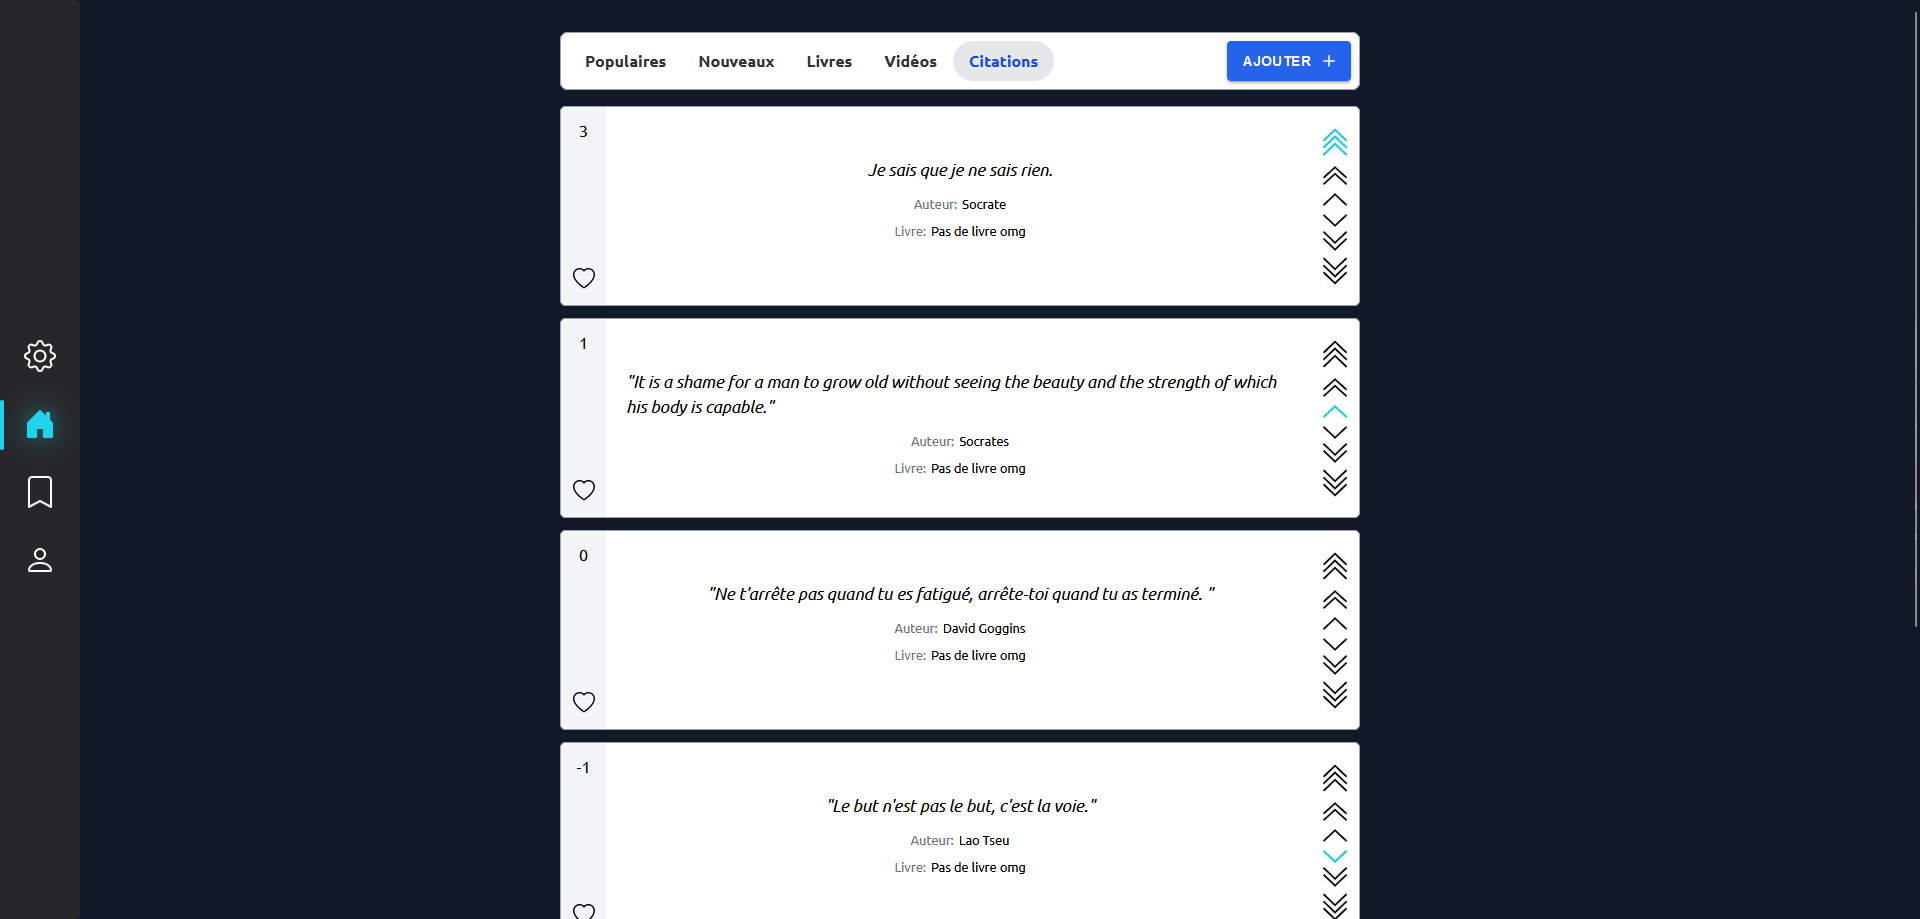 Populaires Nouveaux Livres Vidéos Citations AJOUTER +
3
Je sais que je ne sais rien.
Auteur: Socrate
Livre: Pas de livre omg
1
"It is a shame for a man to grow old without seeing the beauty and the strength of which
his body is capable."
Auteur: Socrates
Livre: Pas de livre omg
0
"Ne t'arrête pas quand tu es fatigué, arrête-toi quand tu as terminé. "
Auteur: David Goggins
Livre: Pas de livre omg
-1
"Le but n'est pas le but, c'est la voie."
Auteur: Lao Tseu
Livre: Pas de livre omg